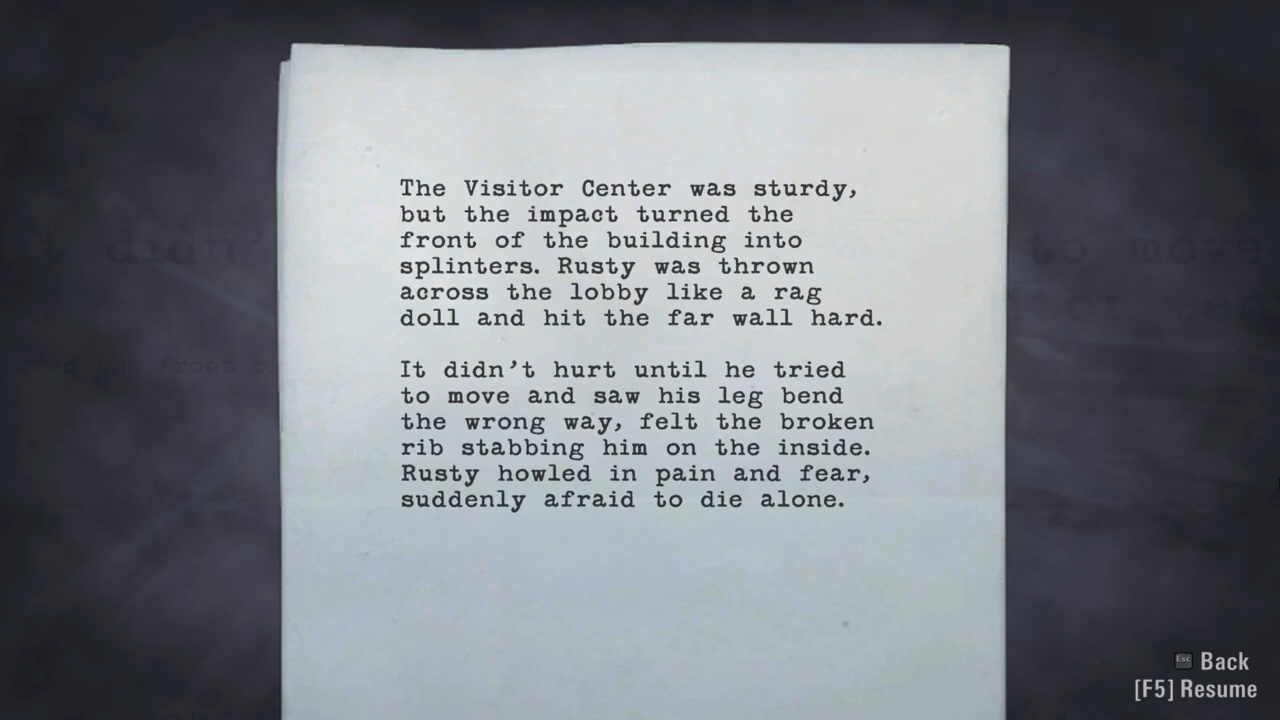 The Visitor Center was sturdy,
but the impact turned the
front of the building into
splinters. Rusty was thrown
across the lobby like a rag
doll and hit the far wall hard.
It didn't hurt until he tried
to move and saw his leg bend
the wrong way, felt the broken
rib stabbing him on the inside.
Rusty howled in pain and fear,
suddenly afraid to die alone.
Esc Back
[F5] Resume